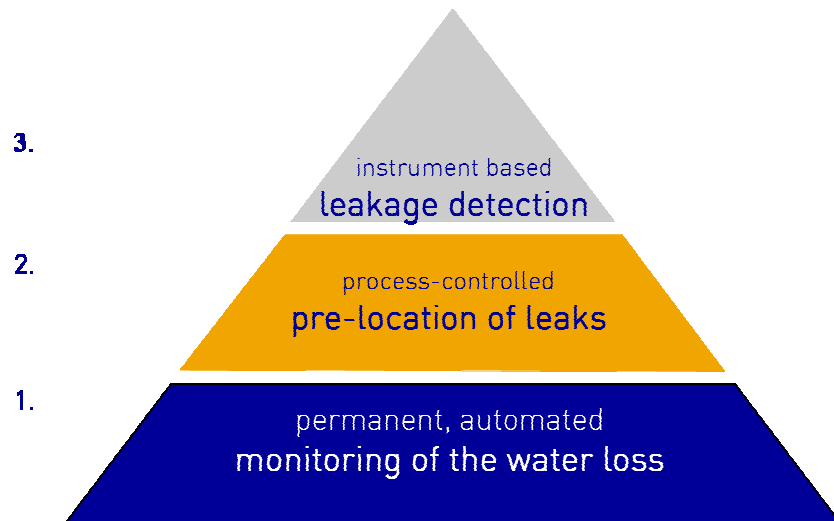 3.
instrument based
leakage detection
2.
process-controlled
pre-location of leaks
1.
permanent, automated
monitoring of the water loss